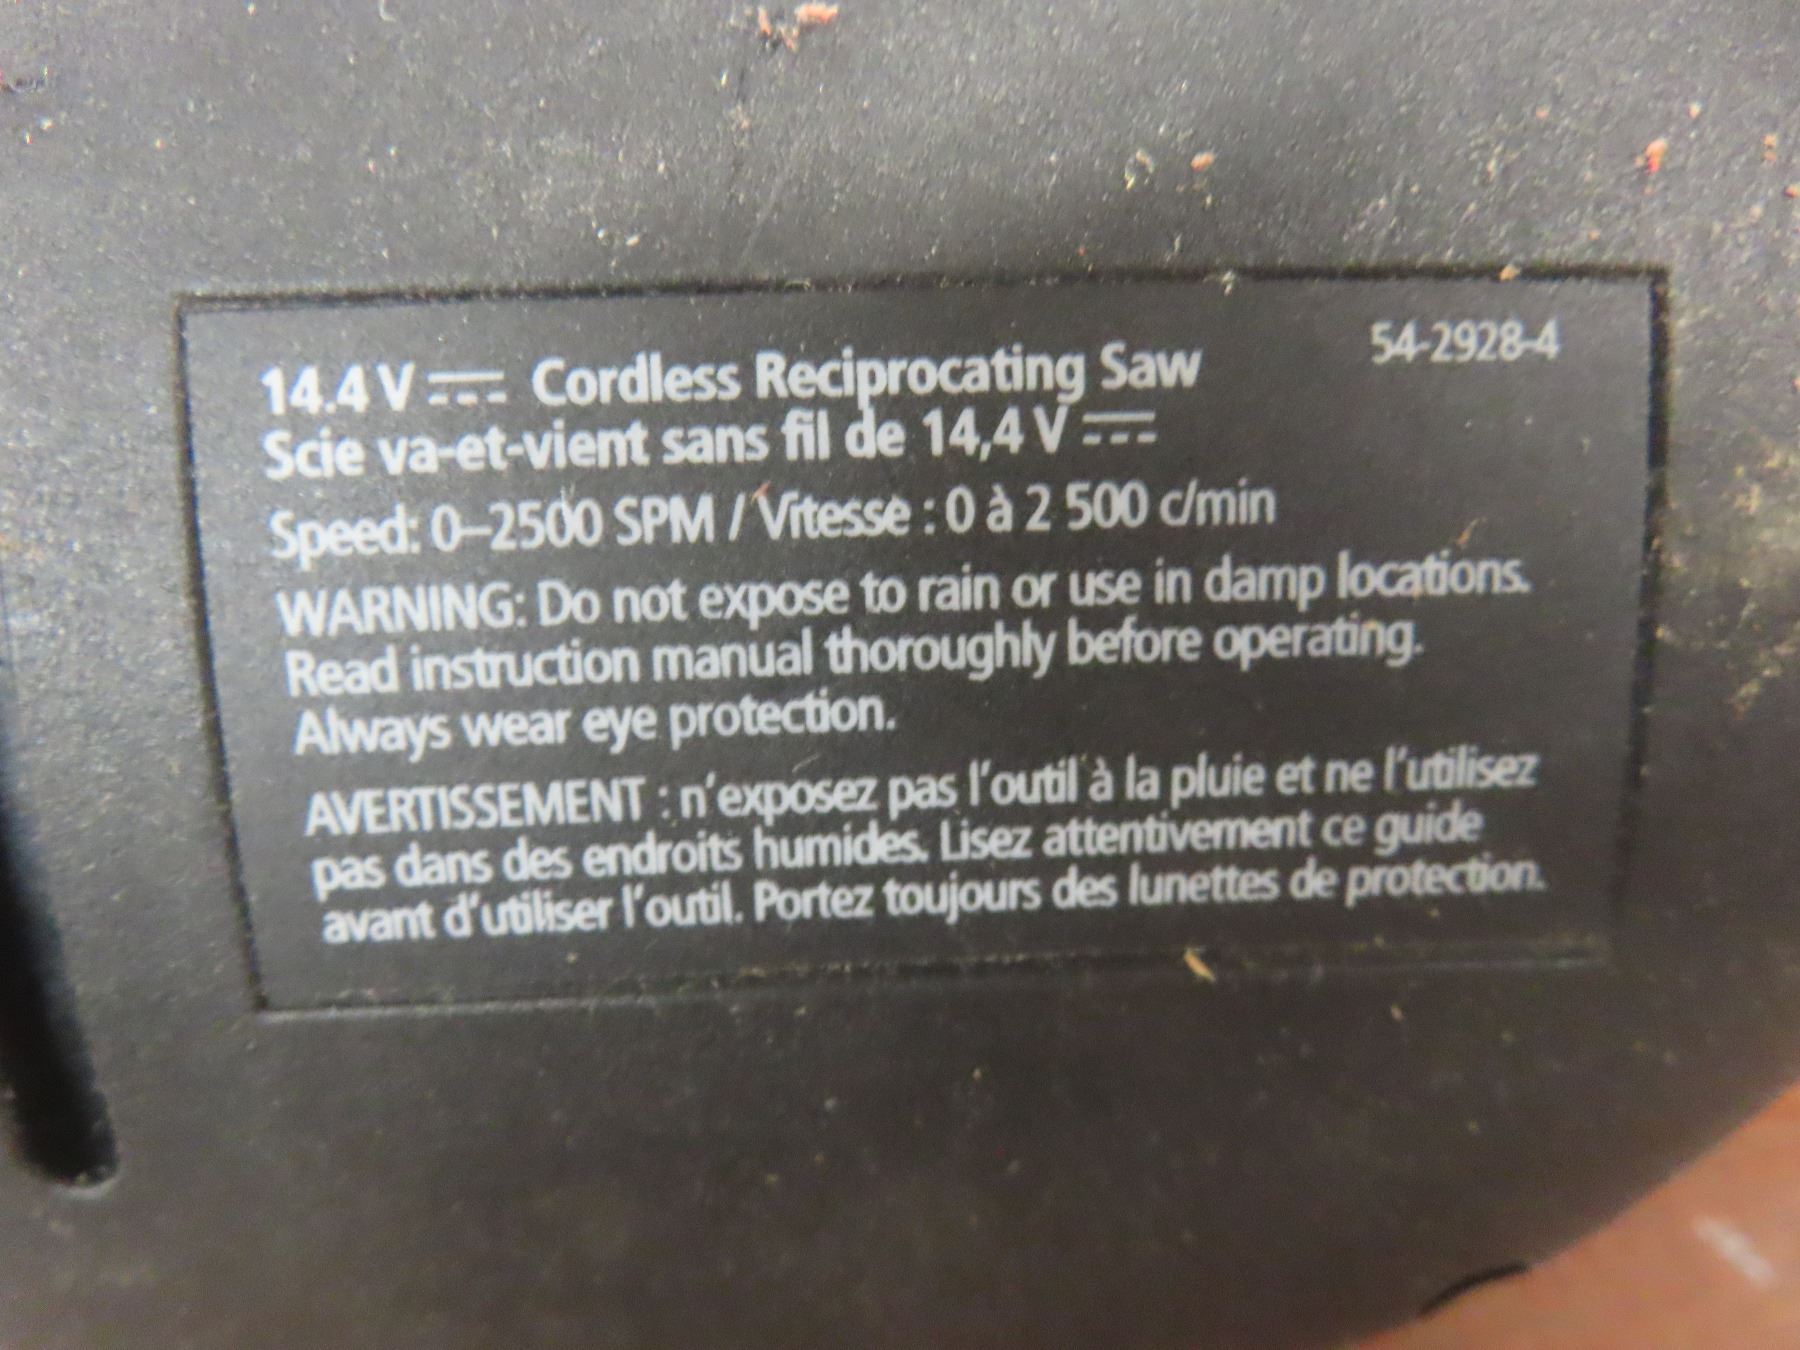 14.4 V ⎓ Cordless Reciprocating Saw 54-2928-4
Scie va-et-vient sans fil de 14,4 V ⎓
Speed: 0–2500 SPM / Vitesse : 0 à 2 500 c/min
WARNING: Do not expose to rain or use in damp locations.
Read instruction manual thoroughly before operating.
Always wear eye protection.
AVERTISSEMENT : n'exposez pas l'outil à la pluie et ne l'utilisez
pas dans des endroits humides. Lisez attentivement ce guide
avant d'utiliser l'outil. Portez toujours des lunettes de protection.